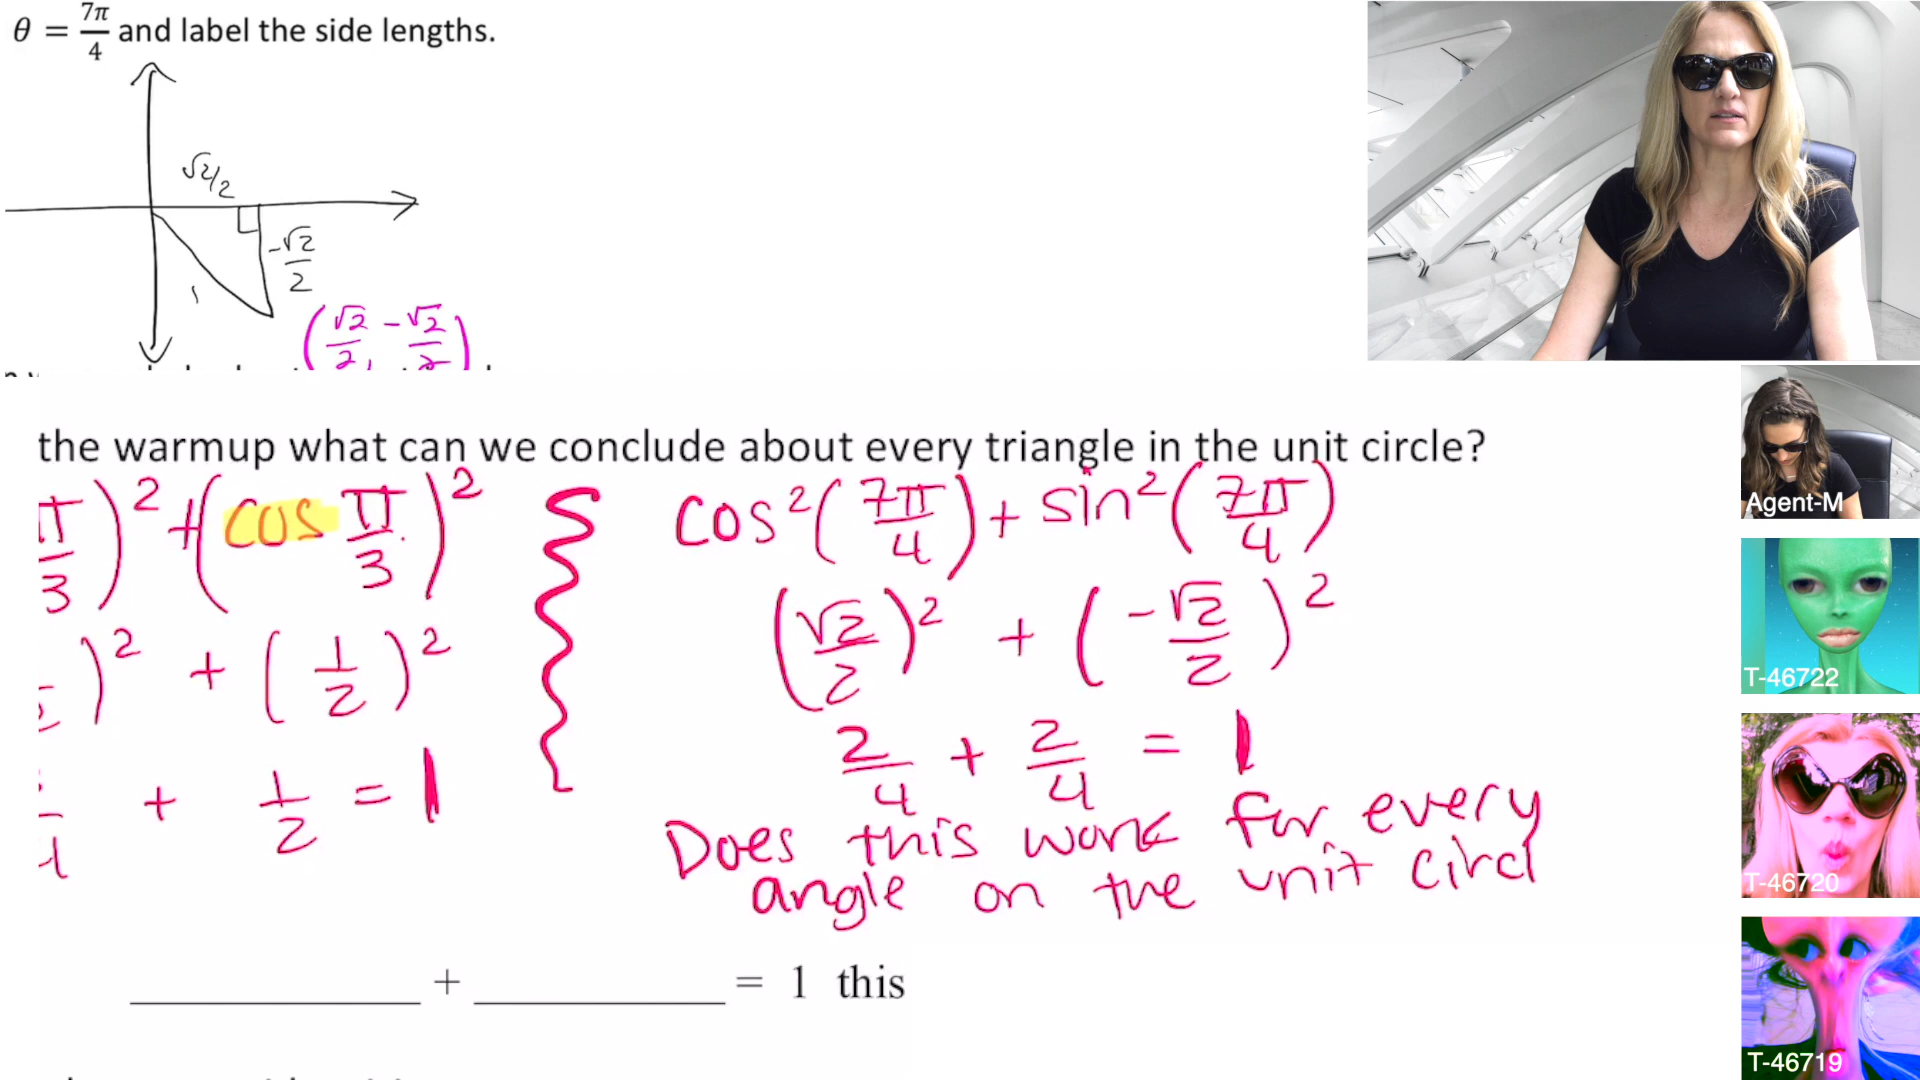 θ = 7π/4 and label the side lengths.
√2/2
-√2/2
1
(√2/2, -√2/2)
the warmup what can we conclude about every triangle in the unit circle?
π/3)² + (cos π/3)²
cos²(7π/4) + sin²(7π/4)
)² + (1/2)²
(√2/2)² + (-√2/2)²
+ 1/2 = 1
2/4 + 2/4 = 1
Does this work for every
angle on the unit circl
+ = 1 this
Agent-M
T-46722
T-46720
T-46719